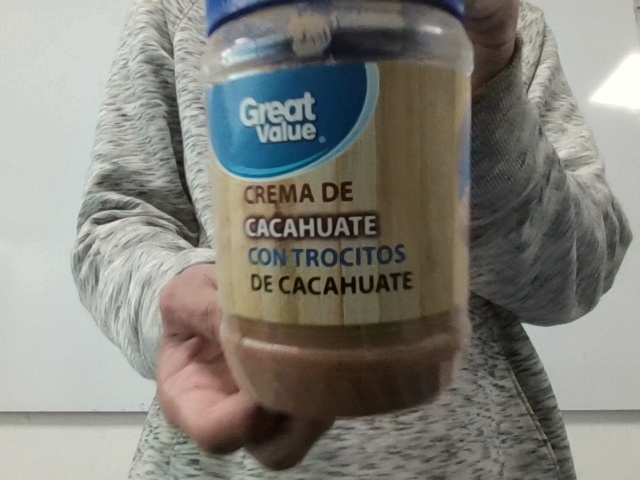 Great
Value®
CREMA DE
CACAHUATE
CON TROCITOS
DE CACAHUATE